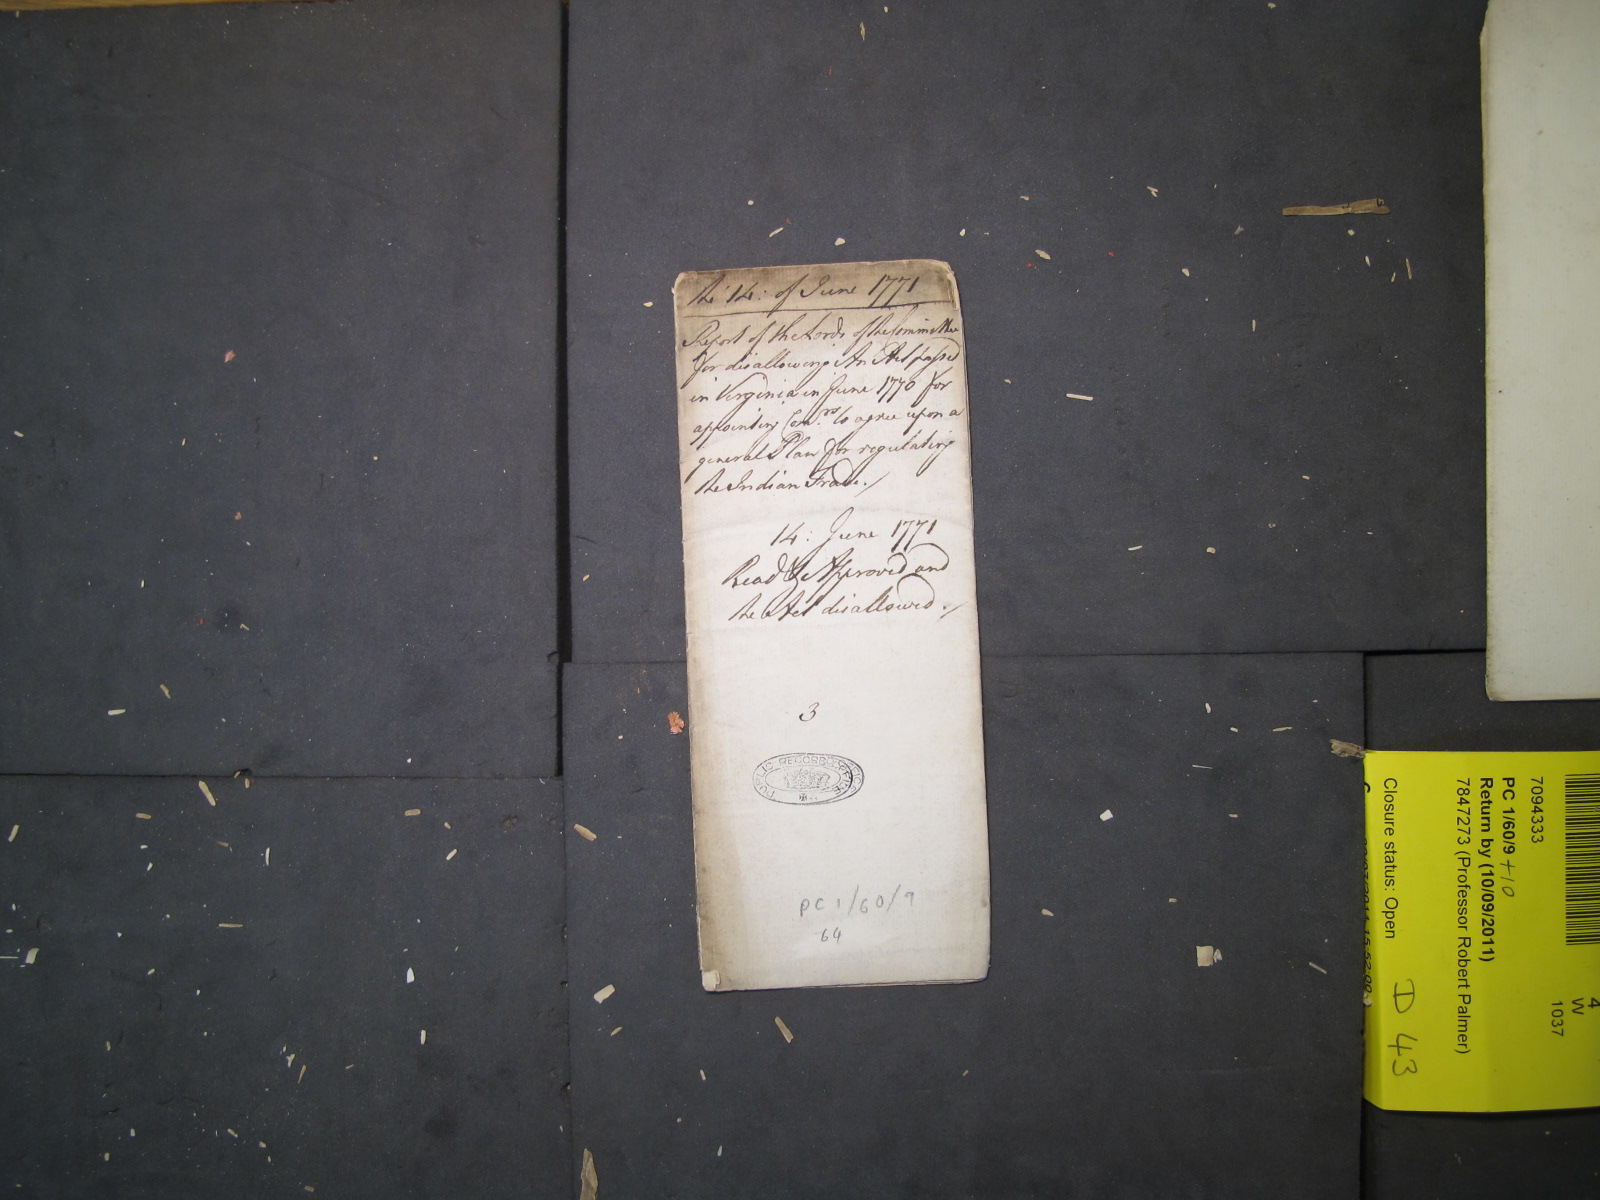 the 14: of June 1771
Report of the Lords of the Committee
for disallowing An Act passed
in Virginia in June 1770 for
appointing Com.rs to agree upon a
general Plan for regulating
the Indian Trade./
14: June 1771
Read & Approved and
the Act disallowed./
3
PUBLIC RECORD OFFICE
PC 1/60/9
64
4
W
1037
7094333
PC 1/60/9 +10
Return by (10/09/2011)
7847273 (Professor Robert Palmer)
Closure status: Open
D 43